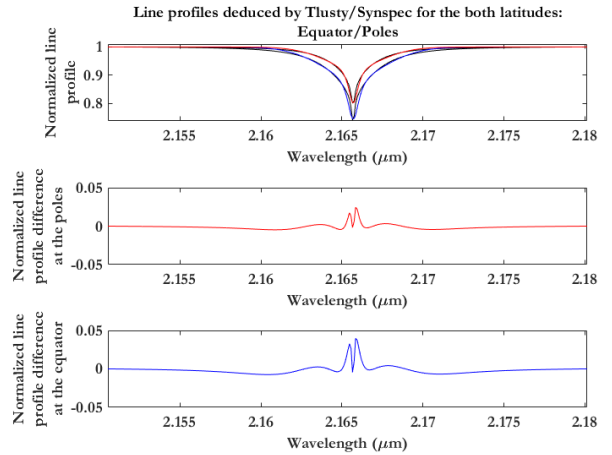 Line profiles deduced by Tlusty/Synspec for the both latitudes:
Equator/Poles
Normalized line
profile
1
0.9
0.8
2.155
2.16
2.165
2.17
2.175
2.18
Wavelength (μm)
Normalized line
profile difference
at the poles
0.05
0
-0.05
2.155
2.16
2.165
2.17
2.175
2.18
Wavelength (μm)
Normalized line
profile difference
at the equator
0.05
0
-0.05
2.155
2.16
2.165
2.17
2.175
2.18
Wavelength (μm)